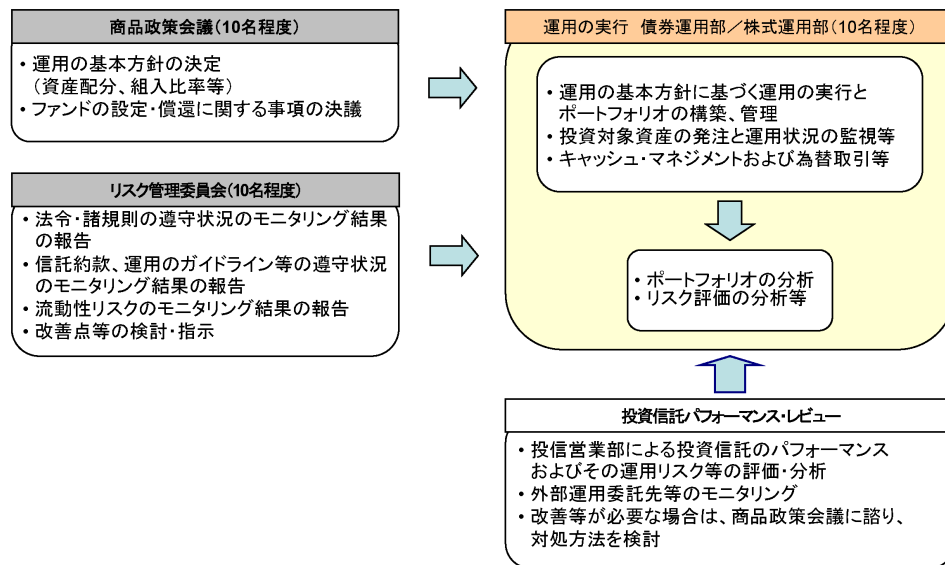 商品政策会議(10名程度)
・運用の基本方針の決定
(資産配分、組入比率等)
・ファンドの設定・償還に関する事項の決議
リスク管理委員会(10名程度)
・法令・諸規則の遵守状況のモニタリング結果
の報告
・信託約款、運用のガイドライン等の遵守状況
のモニタリング結果の報告
・流動性リスクのモニタリング結果の報告
・改善点等の検討・指示
運用の実行 債券運用部/株式運用部(10名程度)
・運用の基本方針に基づく運用の実行と
ポートフォリオの構築、管理
・投資対象資産の発注と運用状況の監視等
・キャッシュ・マネジメントおよび為替取引等
・ポートフォリオの分析
・リスク評価の分析等
投資信託パフォーマンス・レビュー
・投信営業部による投資信託のパフォーマンス
およびその運用リスク等の評価・分析
・外部運用委託先等のモニタリング
・改善等が必要な場合は、商品政策会議に諮り、
対処方法を検討